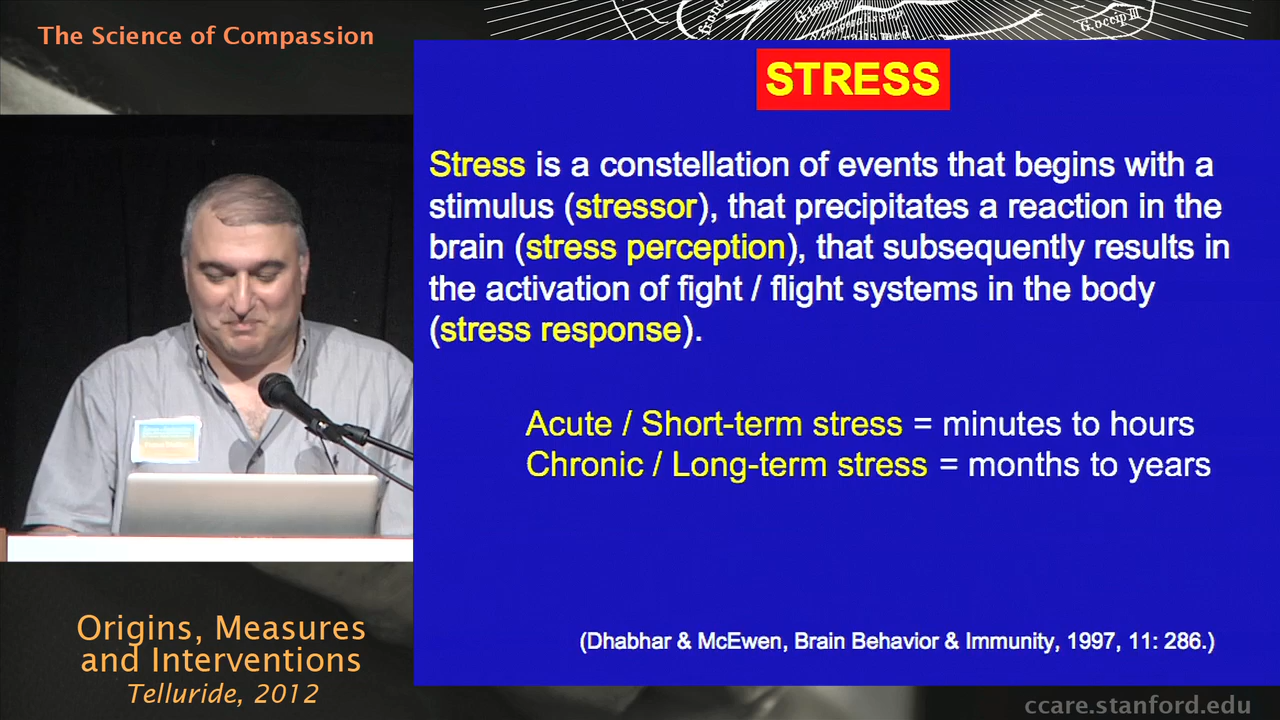 The Science of Compassion
G. occip III
STRESS
Stress is a constellation of events that begins with a
stimulus (stressor), that precipitates a reaction in the
brain (stress perception), that subsequently results in
the activation of fight / flight systems in the body
(stress response).
Acute / Short-term stress = minutes to hours
Chronic / Long-term stress = months to years
(Dhabhar & McEwen, Brain Behavior & Immunity, 1997, 11: 286.)
Origins, Measures
and Interventions
Telluride, 2012
ccare.stanford.edu